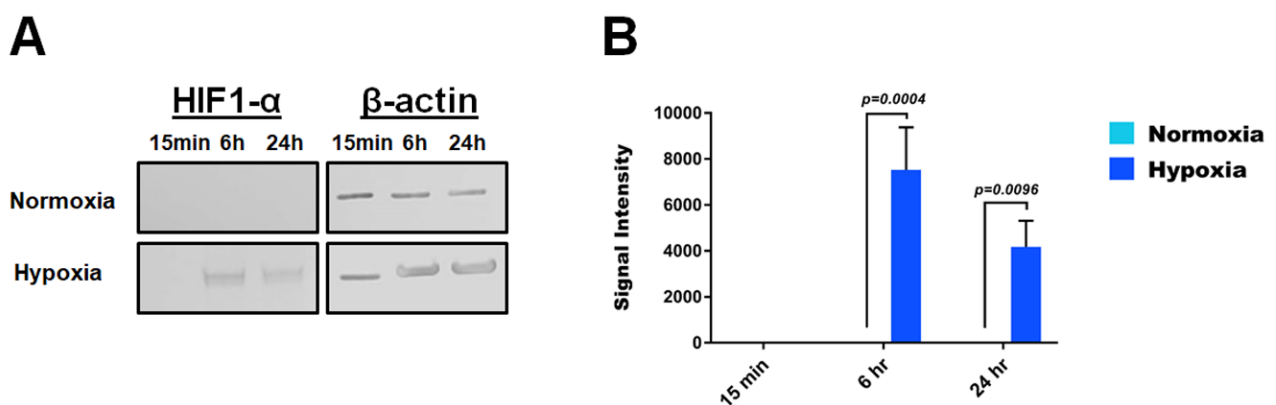 A
HIF1-α β-actin
15min 6h 24h 15min 6h 24h
Normoxia
Hypoxia
B
Signal Intensity
10000
8000
6000
4000
2000
0
p=0.0004
p=0.0096
15 min 6 hr 24 hr
Normoxia
Hypoxia